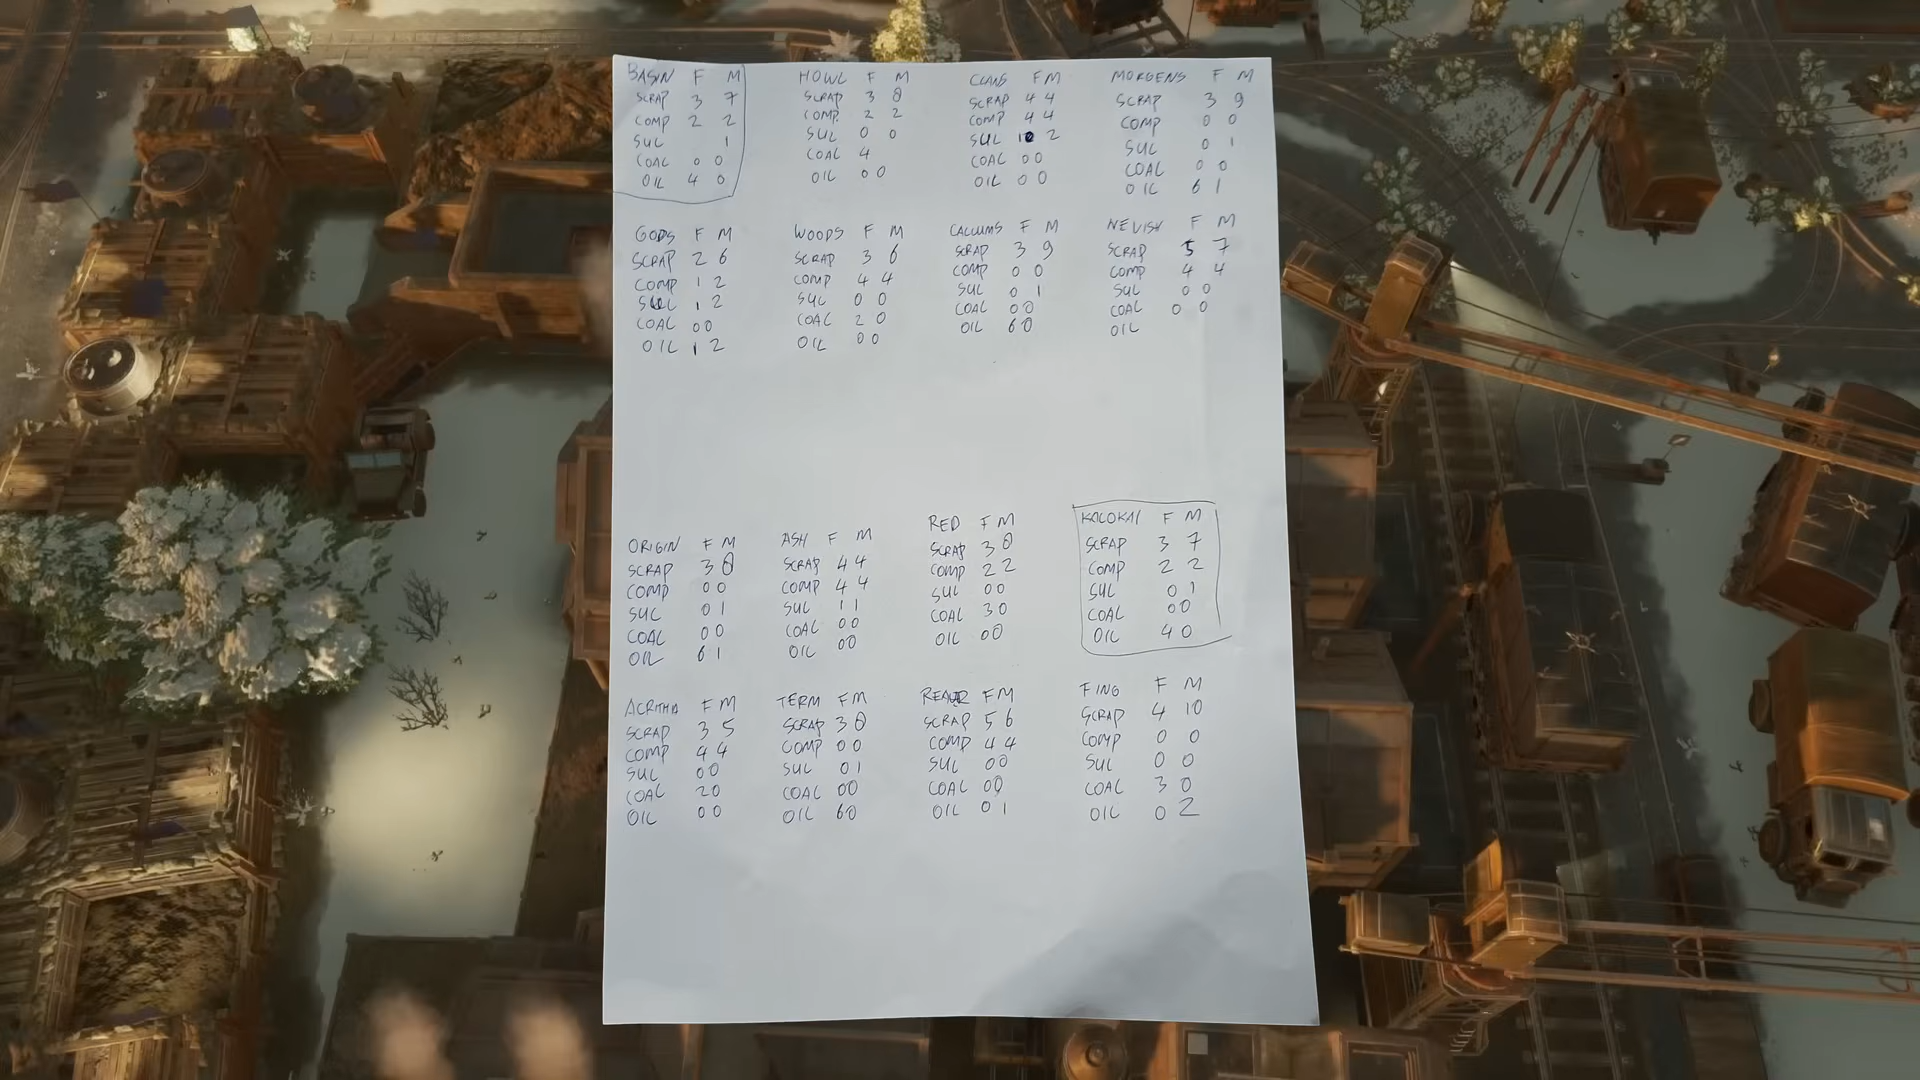 BASIN F M
SCRAP 3 7
COMP 2 2
SUL 1
COAL 0 0
OIL 4 0
HOWL F M
SCRAP 3 8
COMP. 2 2
SUL 0 0
COAL 4
OIL 0 0
CLANS F M
SCRAP 4 4
COMP 4 4
SUL 2
COAL 0 0
OIL 0 0
MORGENS F M
SCRAP 3 9
COMP 0 0
SUL 0 1
COAL 0 0
OIL 6 1
GODS F M
SCRAP 2 6
COMP 1 2
SUL 1 2
COAL 0 0
OIL 1 2
WOODS F M
SCRAP 3 6
COMP 4 4
SUL 0 0
COAL 2 0
OIL 0 0
CALLUMS F M
SCRAP 3 9
COMP 0 0
SUL 0 1
COAL 0 0
OIL 6 0
NEVISH F M
SCRAP 5 7
COMP 4 4
SUL 0 0
COAL 0 0
OIL
ORIGIN F M
SCRAP 3 8
COMP 0 0
SUL 0 1
COAL 0 0
OIL 6 1
ASH F M
SCRAP 4 4
COMP 4 4
SUL 1 1
COAL 0 0
OIL 0 0
RED F M
SCRAP 3 8
COMP 2 2
SUL 0 0
COAL 3 0
OIL 0 0
KALOKAI F M
SCRAP 3 7
COMP 2 2
SUL 0 1
COAL 0 0
OIL 4 0
ACRITHIA F M
SCRAP 3 5
COMP 4 4
SUL 0 0
COAL 2 0
OIL 0 0
TERM F M
SCRAP 3 8
COMP 0 0
SUL 0 1
COAL 0 0
OIL 6 0
F M
SCRAP 5 6
COMP 4 4
SUL 0 0
COAL 0 0
OIL 0 1
FING F M
SCRAP 4 10
COMP 0 0
SUL 0 0
COAL 3 0
OIL 0 2